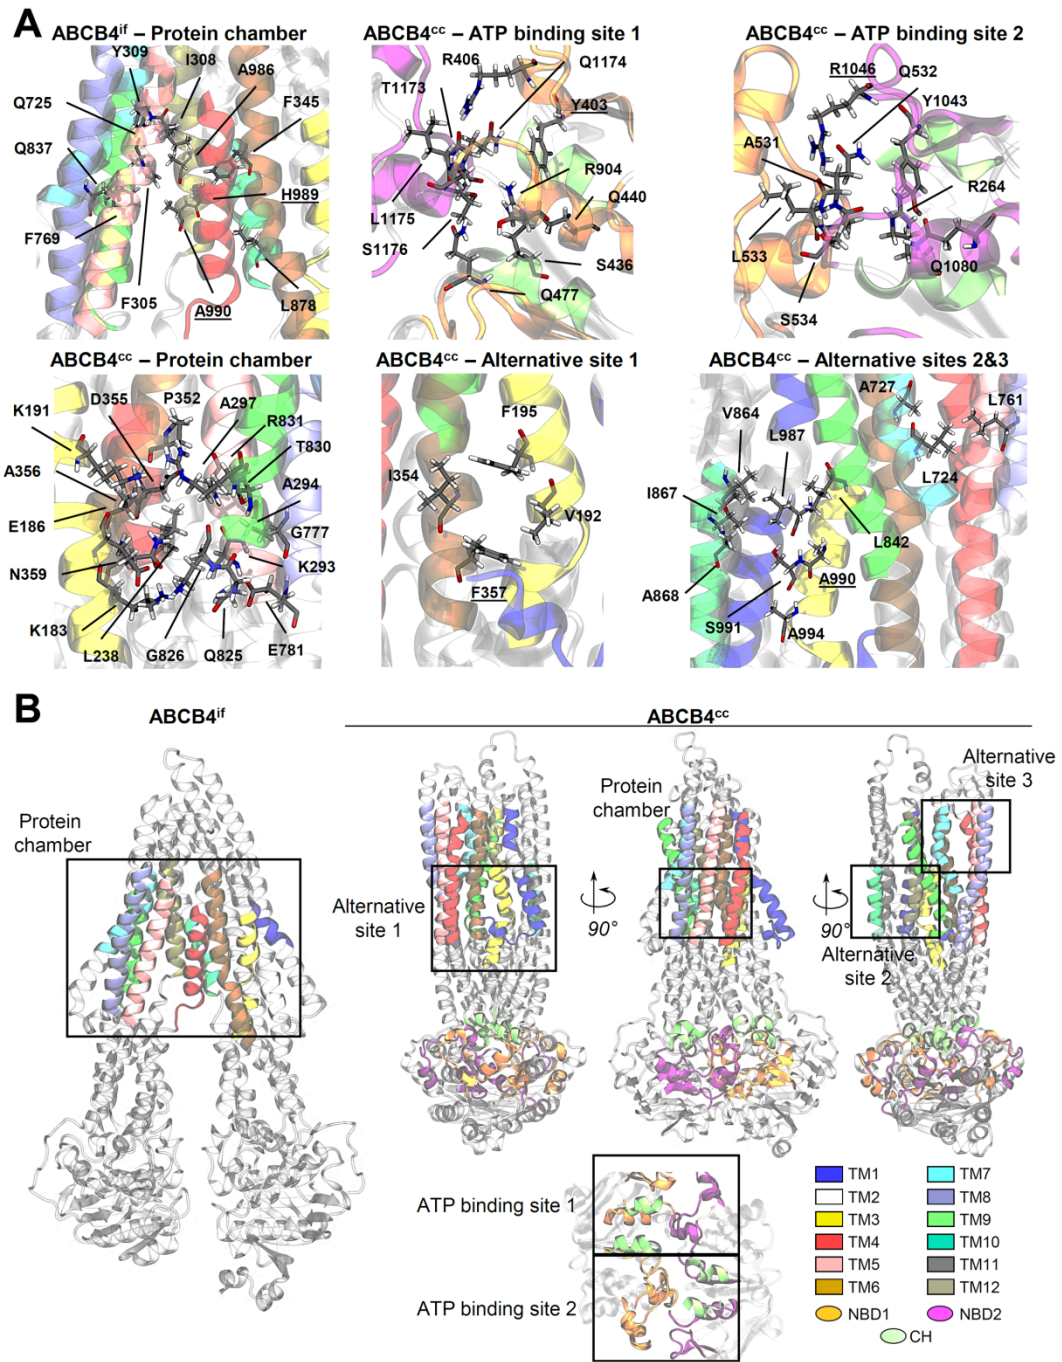 A
ABCB4if – Protein chamber
Y309
I308
A986
Q725
F345
Q837
H989
F769
F305
A990
L878
ABCB4cc – ATP binding site 1
R406
Q1174
T1173
Y403
R904
Q440
L1175
S1176
S436
Q477
ABCB4cc – ATP binding site 2
R1046
Q532
Y1043
A531
R264
L533
Q1080
S534
ABCB4cc – Protein chamber
D355
P352
A297
K191
R831
T830
A356
A294
E186
G777
N359
K293
K183
L238
G826
Q825
E781
ABCB4cc – Alternative site 1
F195
I354
V192
F357
ABCB4cc – Alternative sites 2&3
A727
L761
V864
L987
L724
I867
L842
A868
A990
S991
A994
B
ABCB4if
ABCB4cc
Protein
chamber
Alternative
site 1
90°
Protein
chamber
90°
Alternative
site 3
Alternative
site 2
ATP binding site 1
ATP binding site 2
TM1
TM2
TM3
TM4
TM5
TM6
NBD1
TM7
TM8
TM9
TM10
TM11
TM12
NBD2
CH